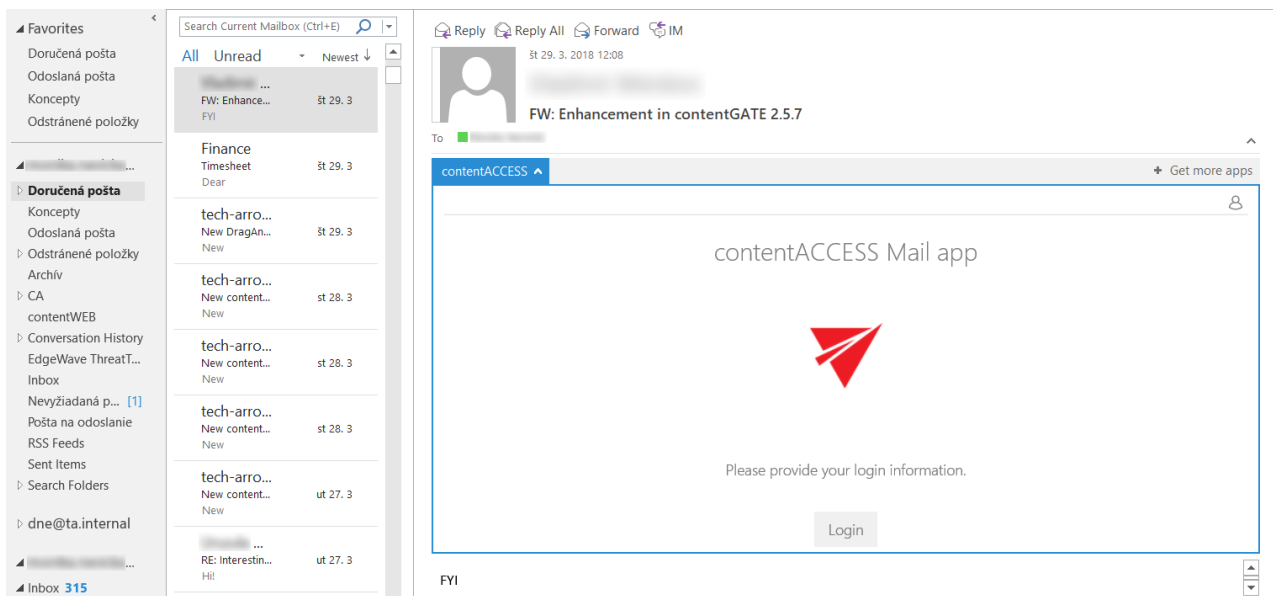 Favorites
Doručená pošta
Odoslaná pošta
Koncepty
Odstránené položky
...
Doručená pošta
Koncepty
Odoslaná pošta
Odstránené položky
Archív
CA
contentWEB
Conversation History
EdgeWave ThreatT...
Inbox
Nevyžiadaná p... [1]
Pošta na odoslanie
RSS Feeds
Sent Items
Search Folders
dne@ta.internal
...
Inbox 315
Search Current Mailbox (Ctrl+E)
All Unread Newest
...
FW: Enhance... št 29. 3
FYI
Finance
Timesheet št 29. 3
Dear
tech-arro...
New DragAn... št 29. 3
New
tech-arro...
New content... st 28. 3
New
tech-arro...
New content... st 28. 3
New
tech-arro...
New content... st 28. 3
New
tech-arro...
New content... ut 27. 3
New
...
RE: Interestin... ut 27. 3
Hi!
Reply Reply All Forward IM
št 29. 3. 2018 12:08
FW: Enhancement in contentGATE 2.5.7
To
contentACCESS + Get more apps
contentACCESS Mail app
Please provide your login information.
Login
FYI